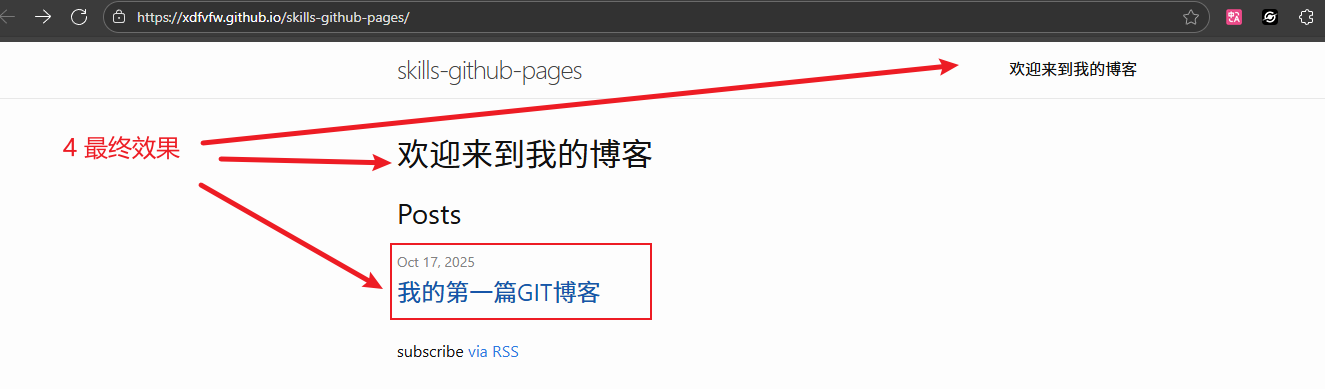 https://xdfvfw.github.io/skills-github-pages/
skills-github-pages
欢迎来到我的博客
4 最终效果
欢迎来到我的博客
Posts
Oct 17, 2025
我的第一篇GIT博客
subscribe via RSS